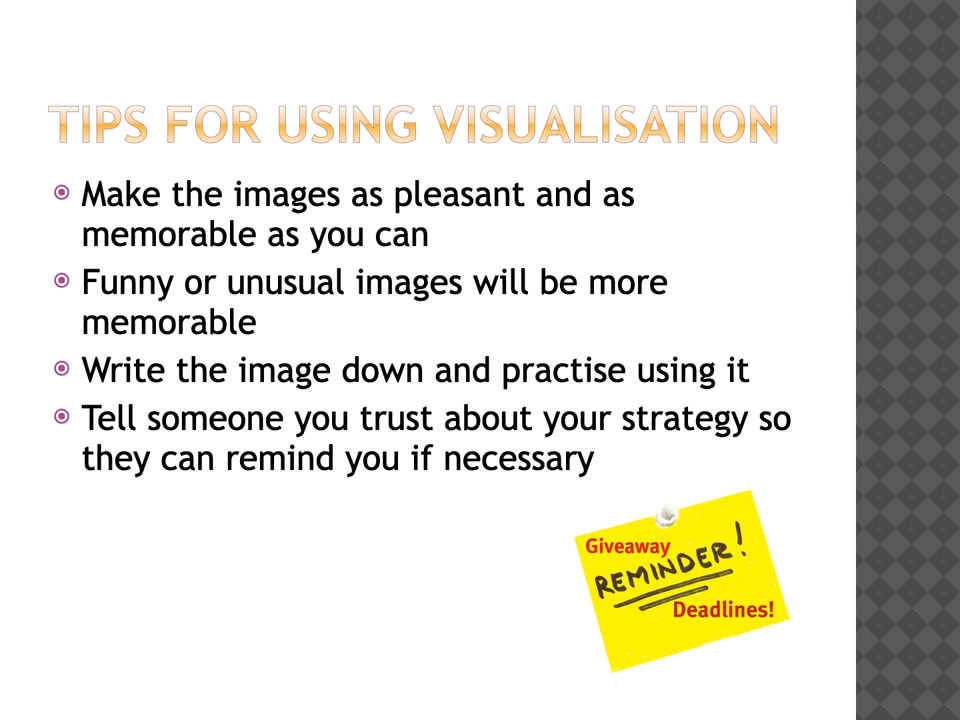 TIPS FOR USING VISUALISATION
Make the images as pleasant and as
memorable as you can
Funny or unusual images will be more
memorable
Write the image down and practise using it
Tell someone you trust about your strategy so
they can remind you if necessary
Giveaway
REMINDER!
Deadlines!